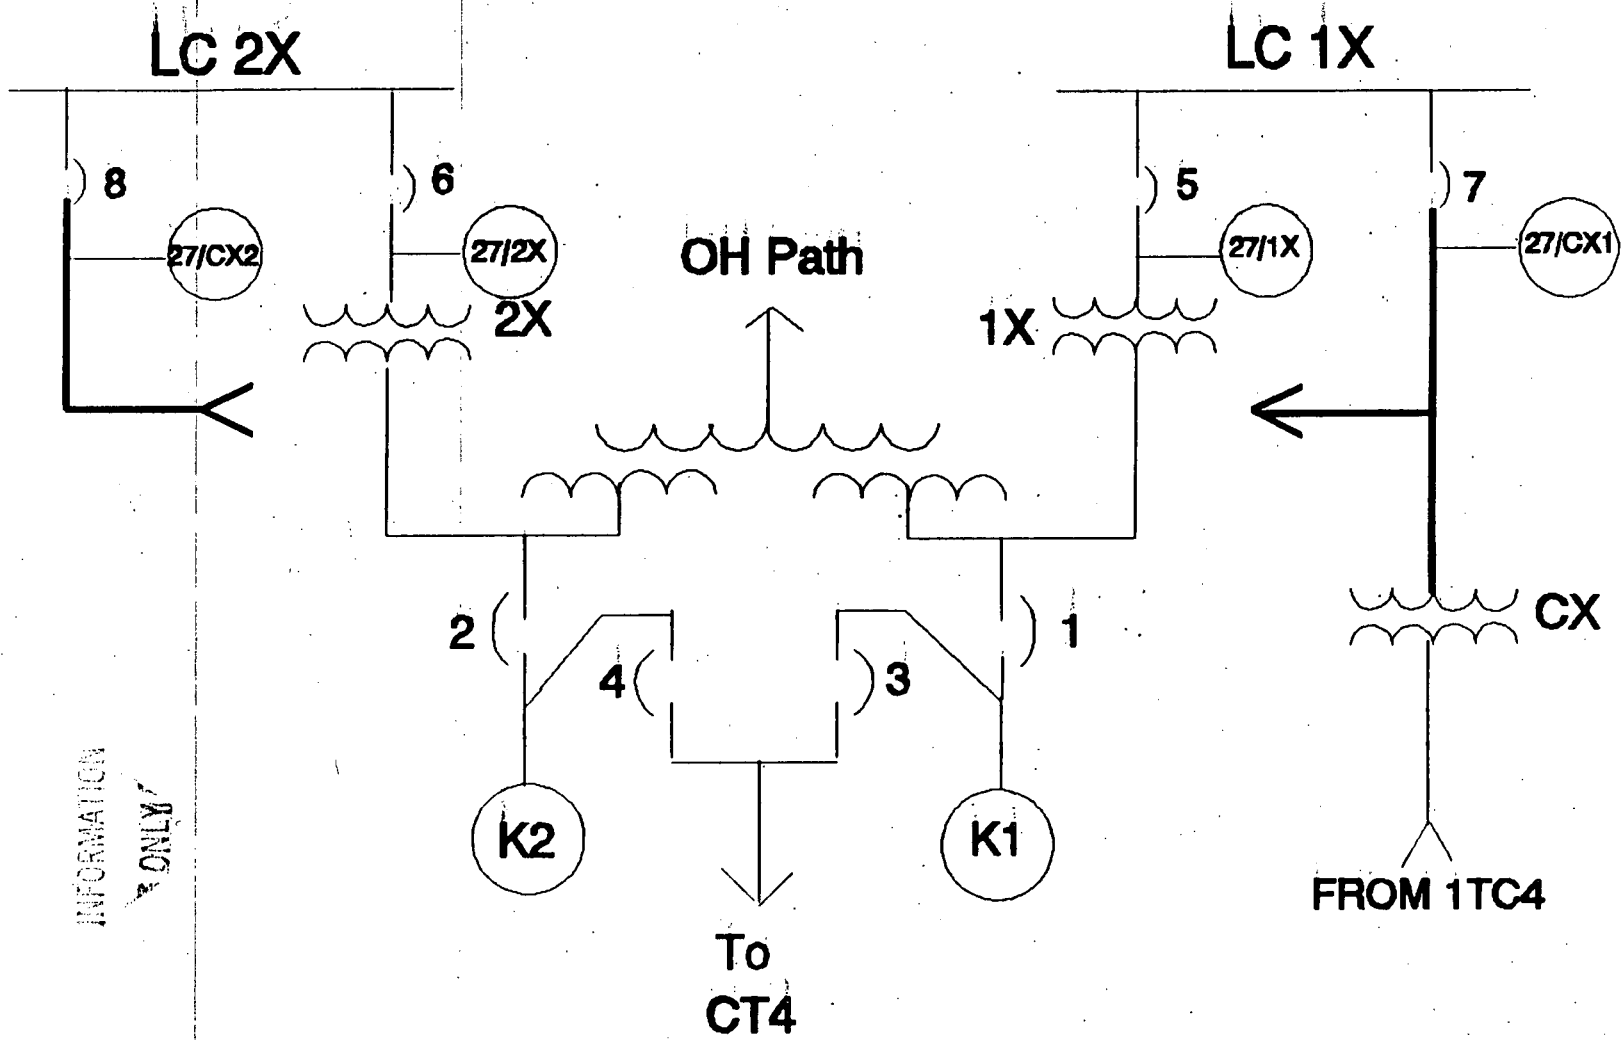 LC 2X
LC 1X
8
6
5
7
27/CX2
27/2X
OH Path
27/1X
27/CX1
2X
1X
2
4
3
1
CX
K2
K1
INFORMATION
ONLY
FROM 1TC4
To
CT4